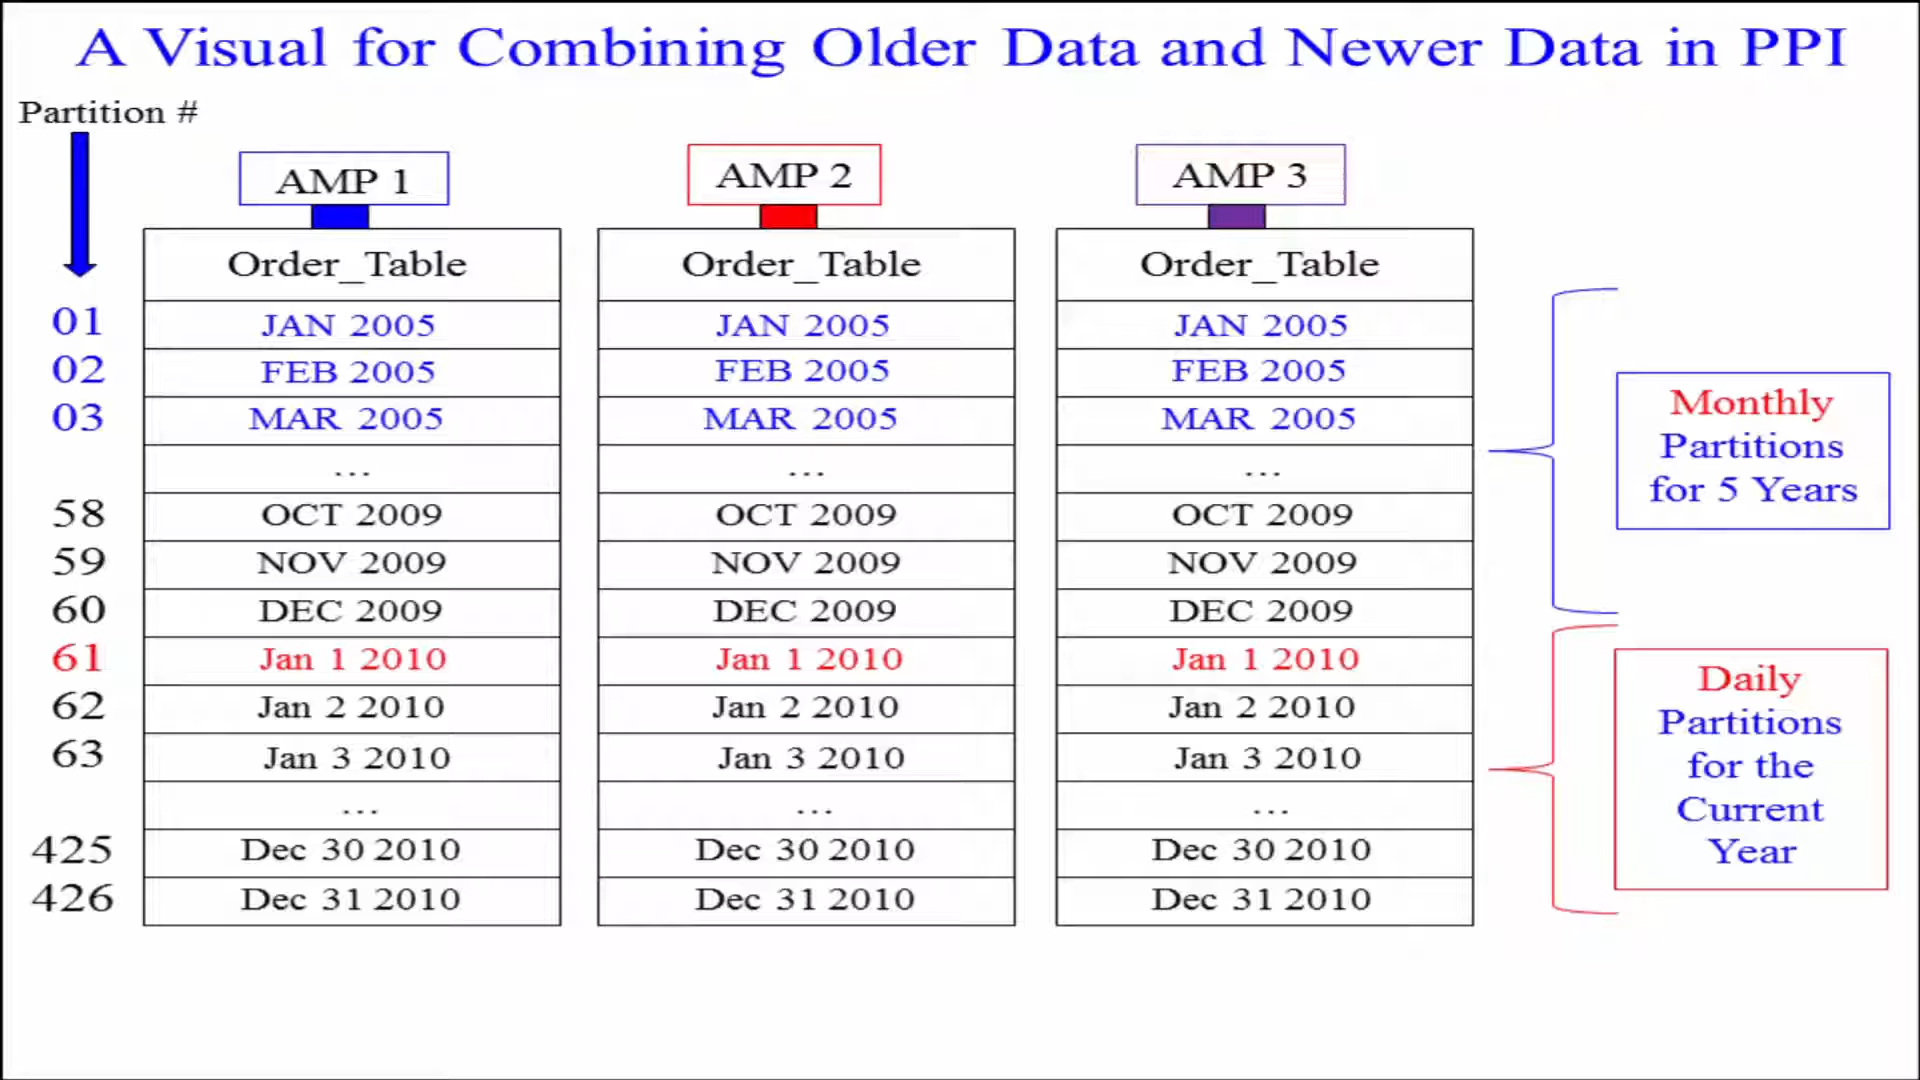 A Visual for Combining Older Data and Newer Data in PPI
Partition #
AMP 1 AMP 2 AMP 3
Order_Table Order_Table Order_Table
01 JAN 2005 JAN 2005 JAN 2005
02 FEB 2005 FEB 2005 FEB 2005
03 MAR 2005 MAR 2005 MAR 2005
... ... ...
58 OCT 2009 OCT 2009 OCT 2009
59 NOV 2009 NOV 2009 NOV 2009
60 DEC 2009 DEC 2009 DEC 2009
61 Jan 1 2010 Jan 1 2010 Jan 1 2010
62 Jan 2 2010 Jan 2 2010 Jan 2 2010
63 Jan 3 2010 Jan 3 2010 Jan 3 2010
... ... ...
425 Dec 30 2010 Dec 30 2010 Dec 30 2010
426 Dec 31 2010 Dec 31 2010 Dec 31 2010
Monthly
Partitions
for 5 Years
Daily
Partitions
for the
Current
Year